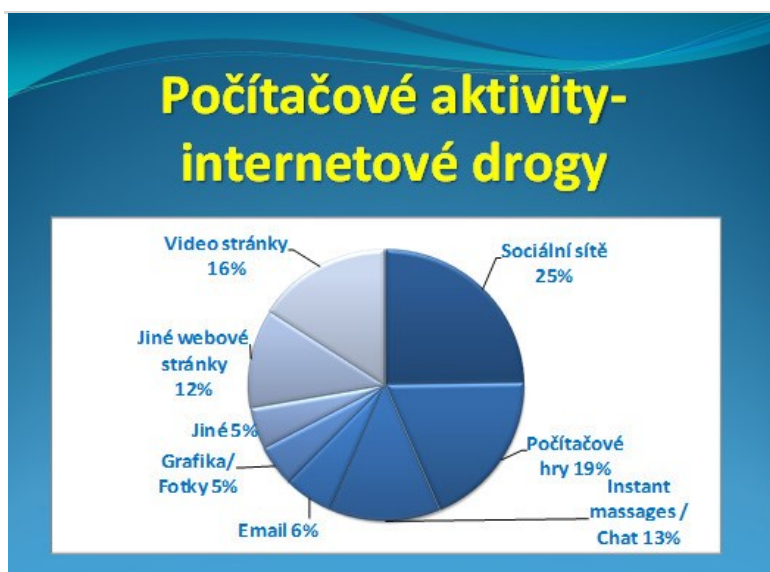 Počítačové aktivity-
internetové drogy
Video stránky
16%
Sociální sítě
25%
Jiné webové
stránky
12%
Jiné 5%
Grafika/
Fotky 5%
Email 6%
Počítačové
hry 19%
Instant
massages /
Chat 13%